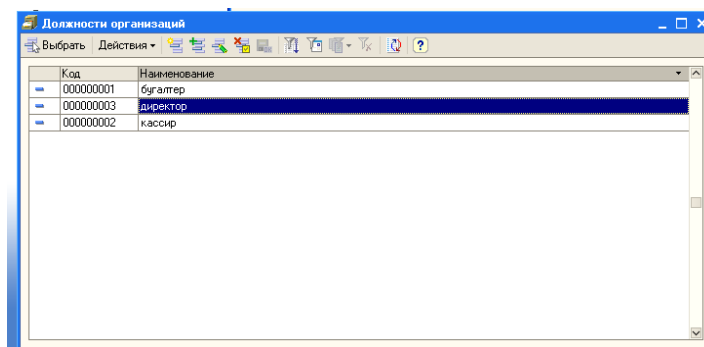 Должности организаций
Выбрать Действия
Код Наименование
000000001 бугалтер
000000003 директор
000000002 кассир